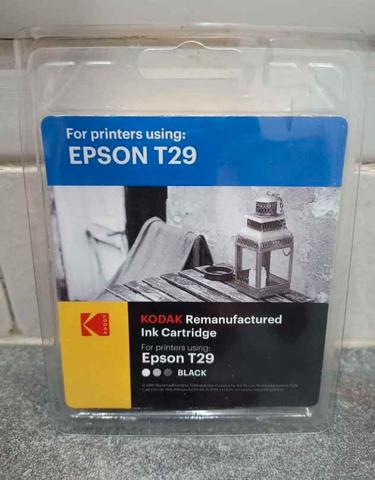 For printers using:
EPSON T29
KODAK Remanufactured
Ink Cartridge
For printers using:
Epson T29
BLACK
KODAK